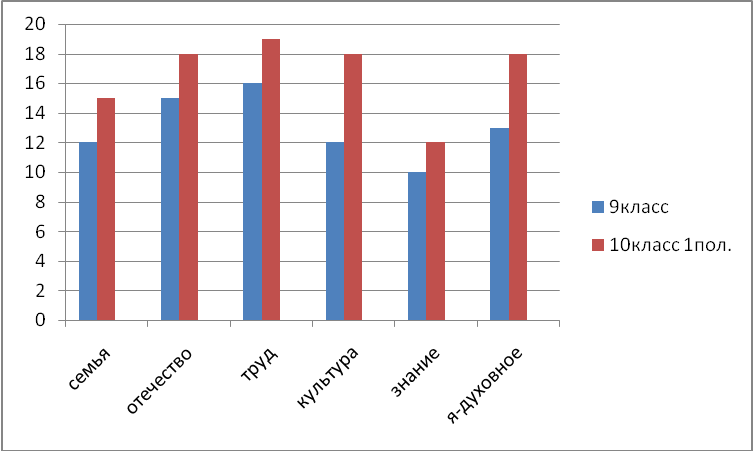 20
18
16
14
12
10
8
6
4
2
0
семья
отечество
труд
культура
знание
я-духовное
9класс
10класс 1пол.